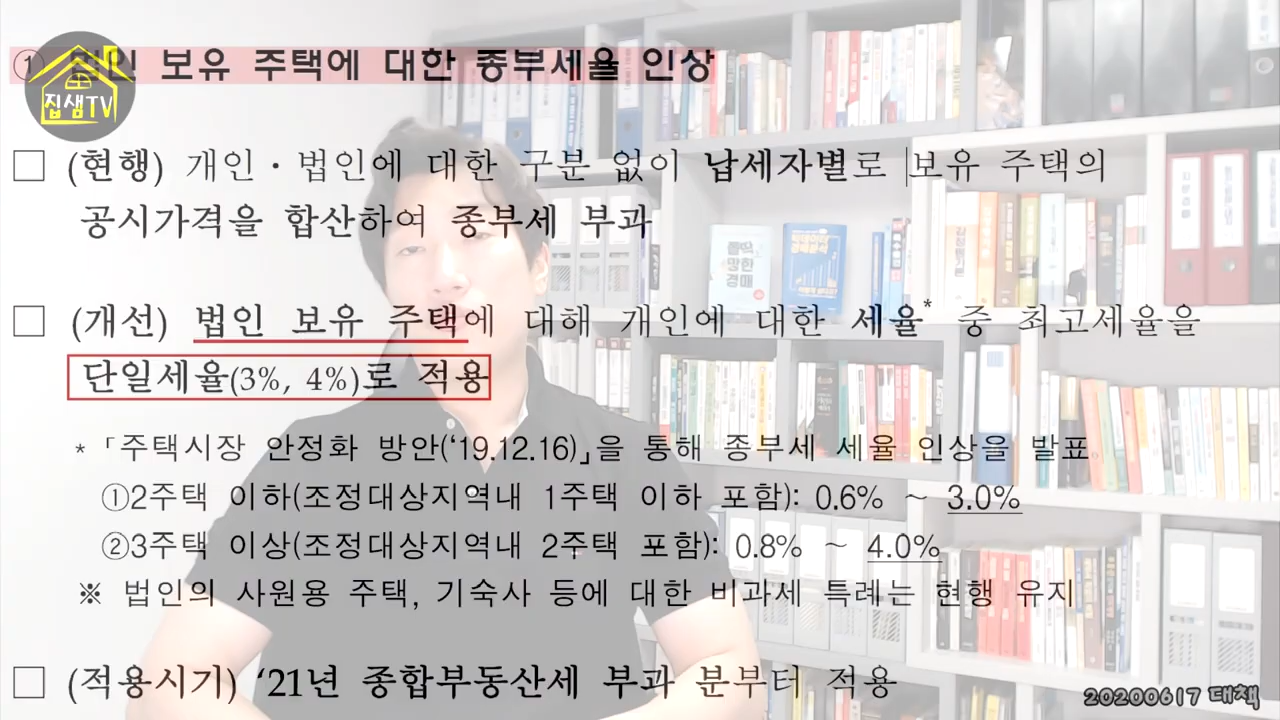 ① 법인 보유 주택에 대한 종부세율 인상
집샘TV
□ (현행) 개인·법인에 대한 구분 없이 납세자별로 보유 주택의
공시가격을 합산하여 종부세 부과
풀딱
망한
경매
□ (개선) 법인 보유 주택에 대해 개인에 대한 세율* 중 최고세율을
단일세율(3%, 4%)로 적용
* 「주택시장 안정화 방안(‘19.12.16)」을 통해 종부세 세율 인상을 발표
①2주택 이하(조정대상지역내 1주택 이하 포함): 0.6% ~ 3.0%
②3주택 이상(조정대상지역내 2주택 포함): 0.8% ~ 4.0%
※ 법인의 사원용 주택, 기숙사 등에 대한 비과세 특례는 현행 유지
□ (적용시기) ‘21년 종합부동산세 부과 분부터 적용
20200617 대책